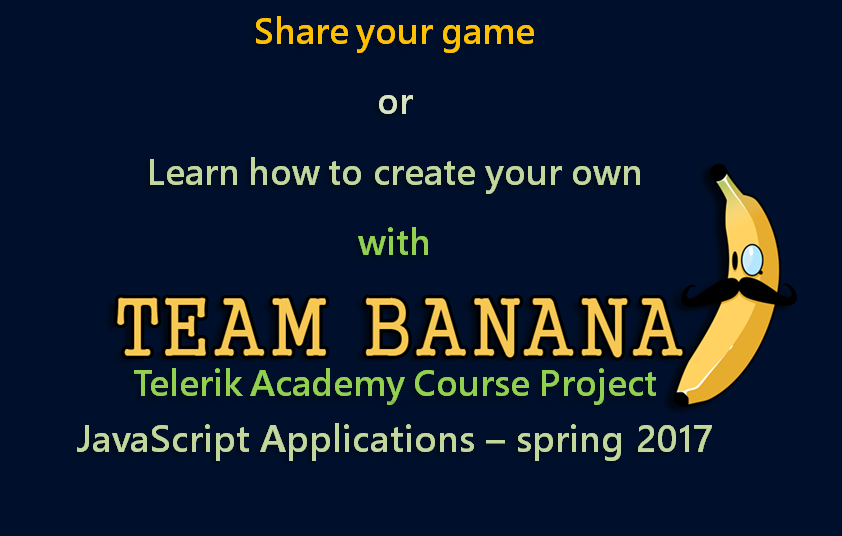 Share your game
or
Learn how to create your own
with
TEAM BANANA
Telerik Academy Course Project
JavaScript Applications – spring 2017